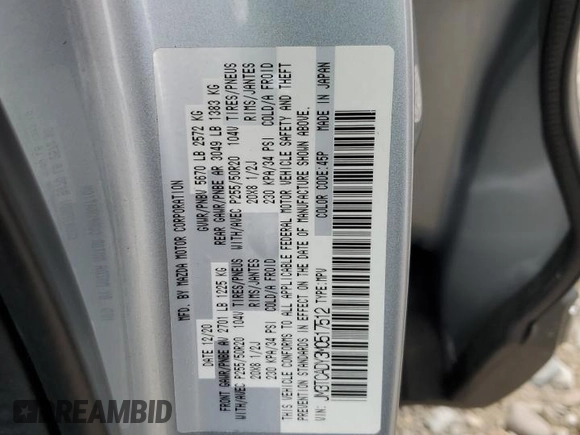 MFD. BY MAZDA MOTOR CORPORATION
12/20 GVWR/PNBV 5670 LB 2572 KG
FRONT GAWR/PNBE AV 2701 LB 1225 KG REAR GAWR/PNBE AR 3049 LB 1383 KG
WITH/AVEC P255/50R20 104V TIRES/PNEUS WITH/AVEC P255/50R20 104V TIRES/PNEUS
20X8 1/2J RIMS/JANTES 20X8 1/2J RIMS/JANTES
230 KPA/34 PSI COLD/A FROID 230 KPA/34 PSI COLD/A FROID
THIS VEHICLE CONFORMS TO ALL APPLICABLE FEDERAL MOTOR VEHICLE SAFETY AND THEFT
PREVENTION STANDARDS IN EFFECT ON THE DATE OF MANUFACTURE SHOWN ABOVE.
VIN: JM3TCADY3M0517512 TYPE:MPV COLOR CODE:45P MADE IN JAPAN
EPIC.VIN
REPORTS